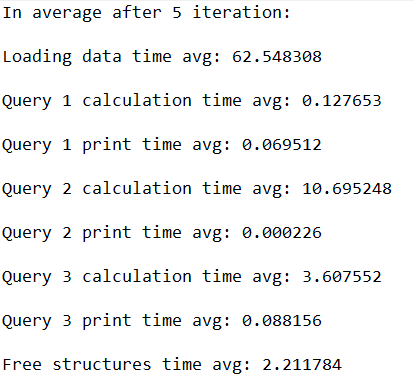 In average after 5 iteration:
Loading data time avg: 62.548308
Query 1 calculation time avg: 0.127653
Query 1 print time avg: 0.069512
Query 2 calculation time avg: 10.695248
Query 2 print time avg: 0.000226
Query 3 calculation time avg: 3.607552
Query 3 print time avg: 0.088156
Free structures time avg: 2.211784